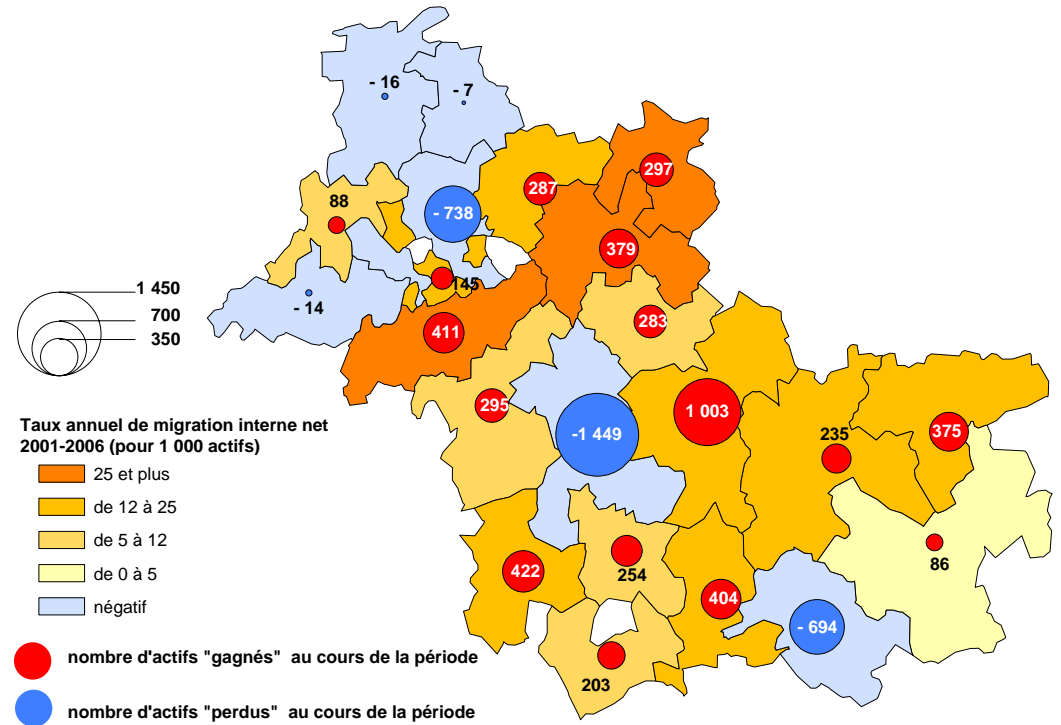 - 16
- 7
297
287
88
- 738
379
145
- 14
1 450
700
350
411
283
295
1 003
-1 449
235
375
Taux annuel de migration interne net
2001-2006 (pour 1 000 actifs)
25 et plus
de 12 à 25
de 5 à 12
de 0 à 5
négatif
422
254
404
86
- 694
203
nombre d'actifs "gagnés" au cours de la période
nombre d'actifs "perdus" au cours de la période